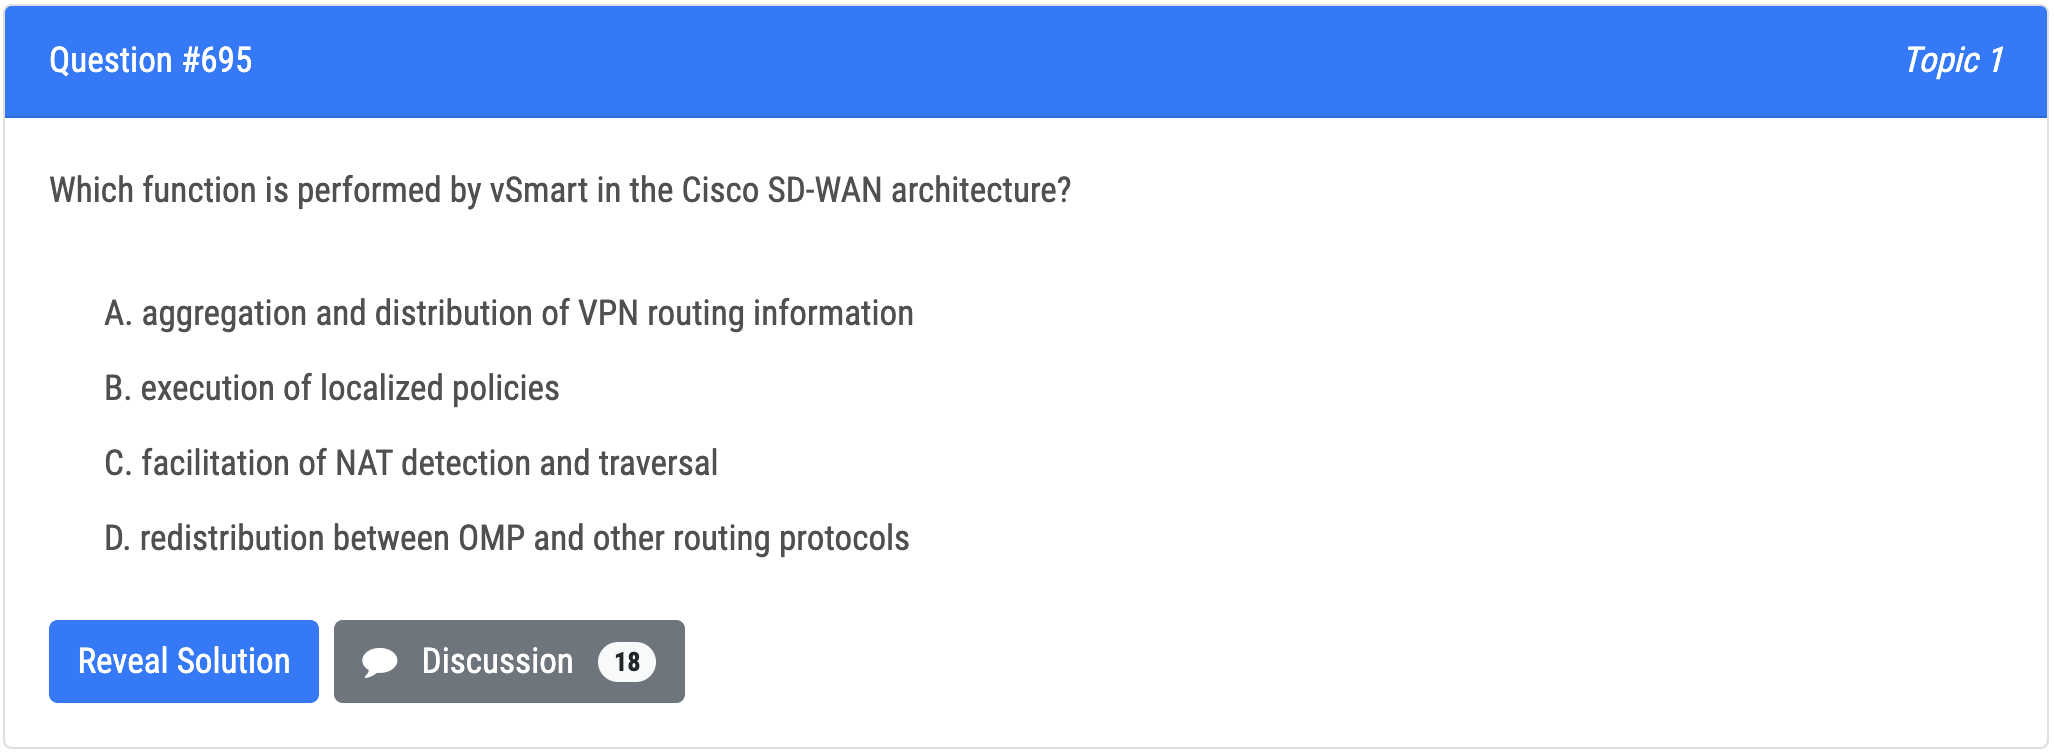 Question #695
Topic 1
Which function is performed by vSmart in the Cisco SD-WAN architecture?
A. aggregation and distribution of VPN routing information
B. execution of localized policies
C. facilitation of NAT detection and traversal
D. redistribution between OMP and other routing protocols
Reveal Solution
Discussion 18